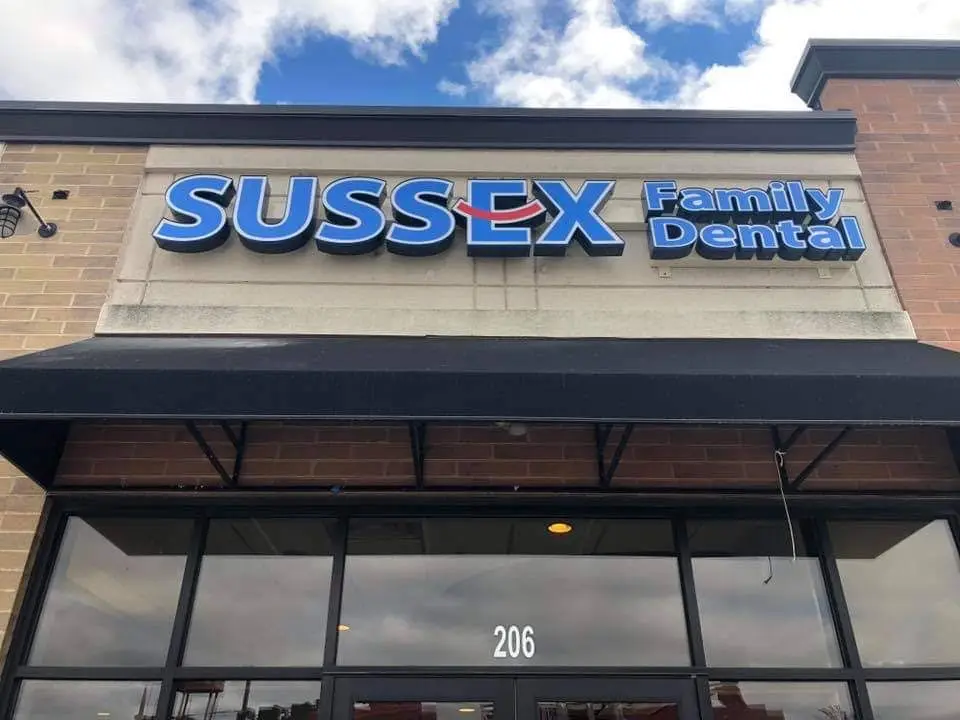 SUSSEX
Family
Dental
206